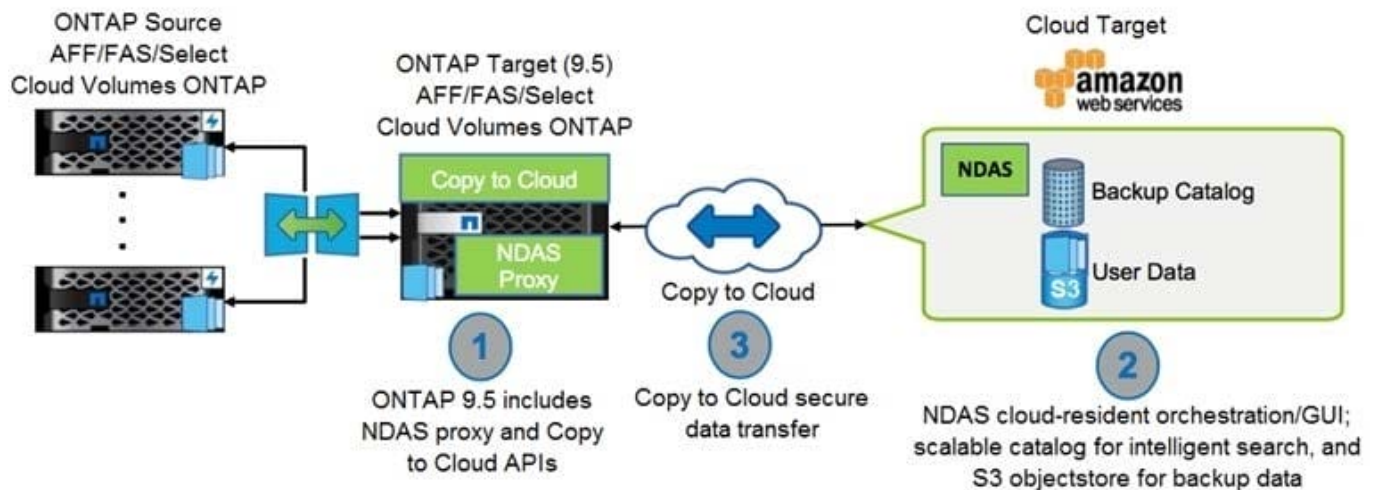 ONTAP Source
AFF/FAS/Select
Cloud Volumes ONTAP
ONTAP Target (9.5)
AFF/FAS/Select
Cloud Volumes ONTAP
Copy to Cloud
NDAS
Proxy
1
ONTAP 9.5 includes
NDAS proxy and Copy
to Cloud APIs
Copy to Cloud
3
Copy to Cloud secure
data transfer
Cloud Target
amazon
web services
NDAS
Backup Catalog
User Data
S3
2
NDAS cloud-resident orchestration/GUI;
scalable catalog for intelligent search, and
S3 objectstore for backup data